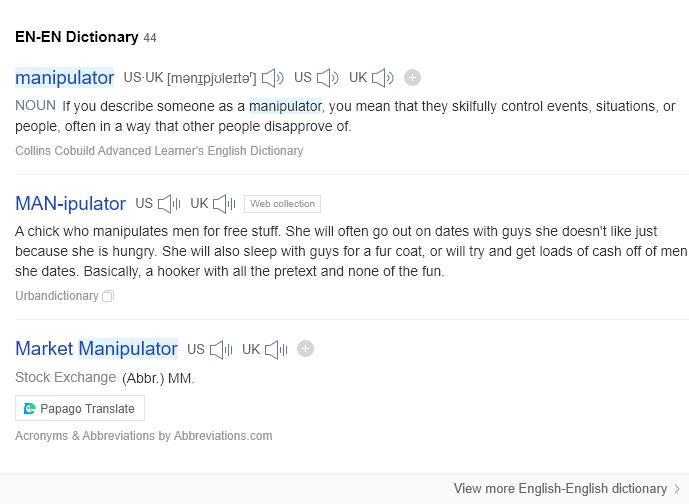 EN-EN Dictionary 44
manipulator US·UK [mənɪpjʊleɪtəʳ] US UK
NOUN If you describe someone as a manipulator, you mean that they skilfully control events, situations, or
people, often in a way that other people disapprove of.
Collins Cobuild Advanced Learner's English Dictionary
MAN-ipulator US UK Web collection
A chick who manipulates men for free stuff. She will often go out on dates with guys she doesn't like just
because she is hungry. She will also sleep with guys for a fur coat, or will try and get loads of cash off of men
she dates. Basically, a hooker with all the pretext and none of the fun.
Urbandictionary
Market Manipulator US UK
Stock Exchange (Abbr.) MM.
Papago Translate
Acronyms & Abbreviations by Abbreviations.com
View more English-English dictionary